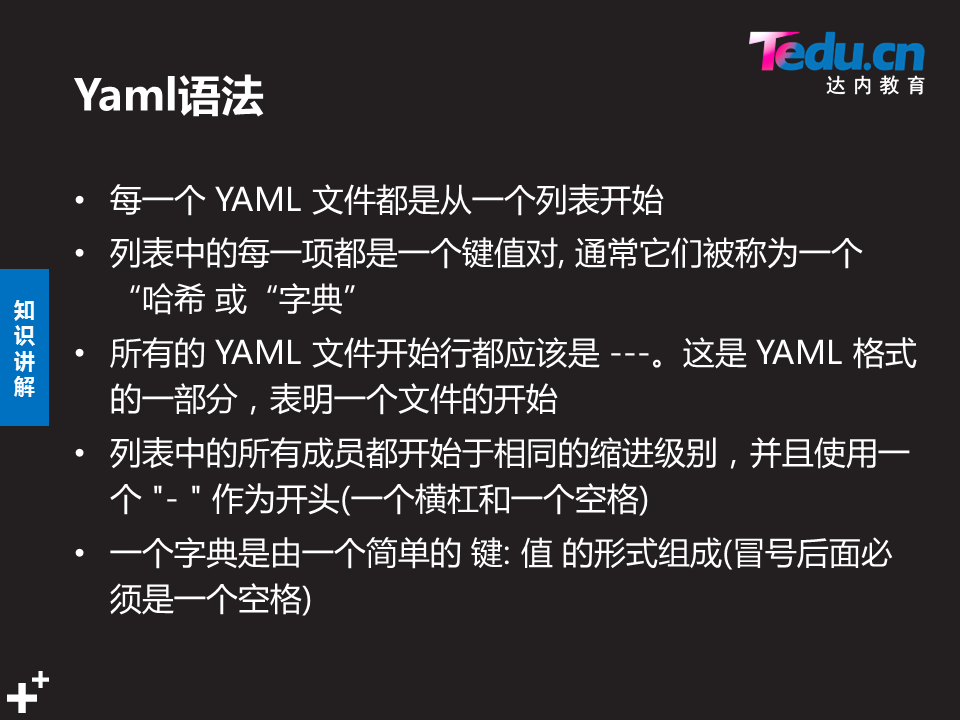 Tedu.cn
达内教育
Yaml语法
• 每一个 YAML 文件都是从一个列表开始
• 列表中的每一项都是一个键值对, 通常它们被称为一个
“哈希 或 “字典”
• 所有的 YAML 文件开始行都应该是 ---。这是 YAML 格式
的一部分，表明一个文件的开始
• 列表中的所有成员都开始于相同的缩进级别，并且使用一
个 "- " 作为开头(一个横杠和一个空格)
• 一个字典是由一个简单的 键: 值 的形式组成(冒号后面必
须是一个空格)
知
识
讲
解